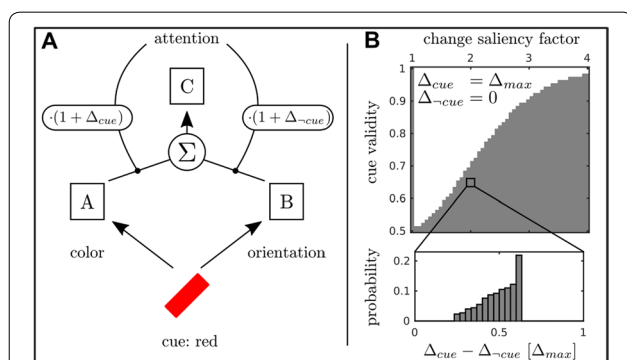 A
attention
C
·(1 + Δcue)
·(1 + Δ¬cue)
Σ
A
B
color
orientation
cue: red
B
change saliency factor
1 2 3 4
Δcue = Δmax
Δ¬cue = 0
cue validity
1
0.9
0.8
0.7
0.6
0.5
probability
0.2
0.1
0
0 0.5 1
Δcue − Δ¬cue [Δmax]